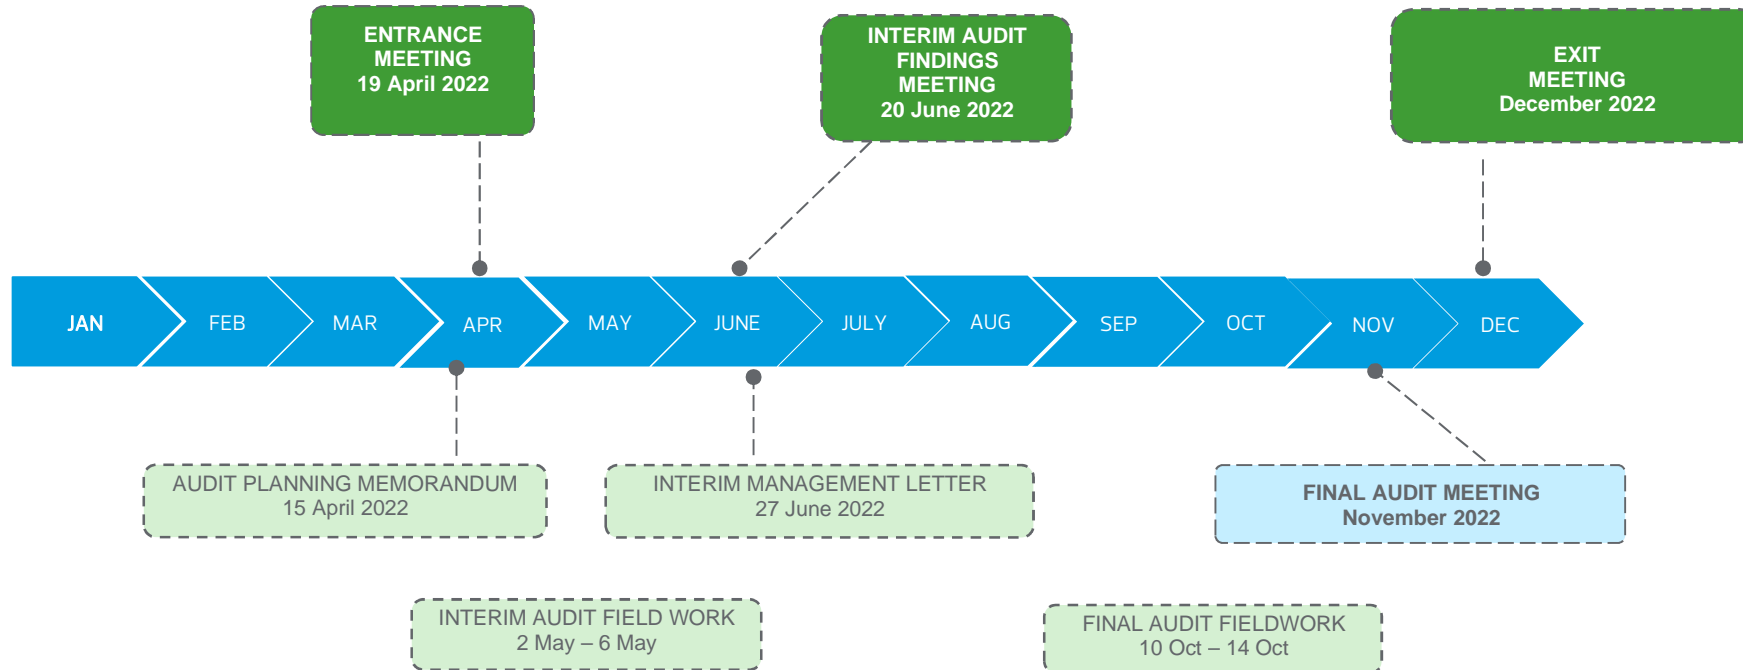 ENTRANCE
MEETING
19 April 2022
INTERIM AUDIT
FINDINGS
MEETING
20 June 2022
EXIT
MEETING
December 2022
JAN
FEB
MAR
APR
MAY
JUNE
JULY
AUG
SEP
OCT
NOV
DEC
AUDIT PLANNING MEMORANDUM
15 April 2022
INTERIM MANAGEMENT LETTER
27 June 2022
FINAL AUDIT MEETING
November 2022
INTERIM AUDIT FIELD WORK
2 May – 6 May
FINAL AUDIT FIELDWORK
10 Oct – 14 Oct